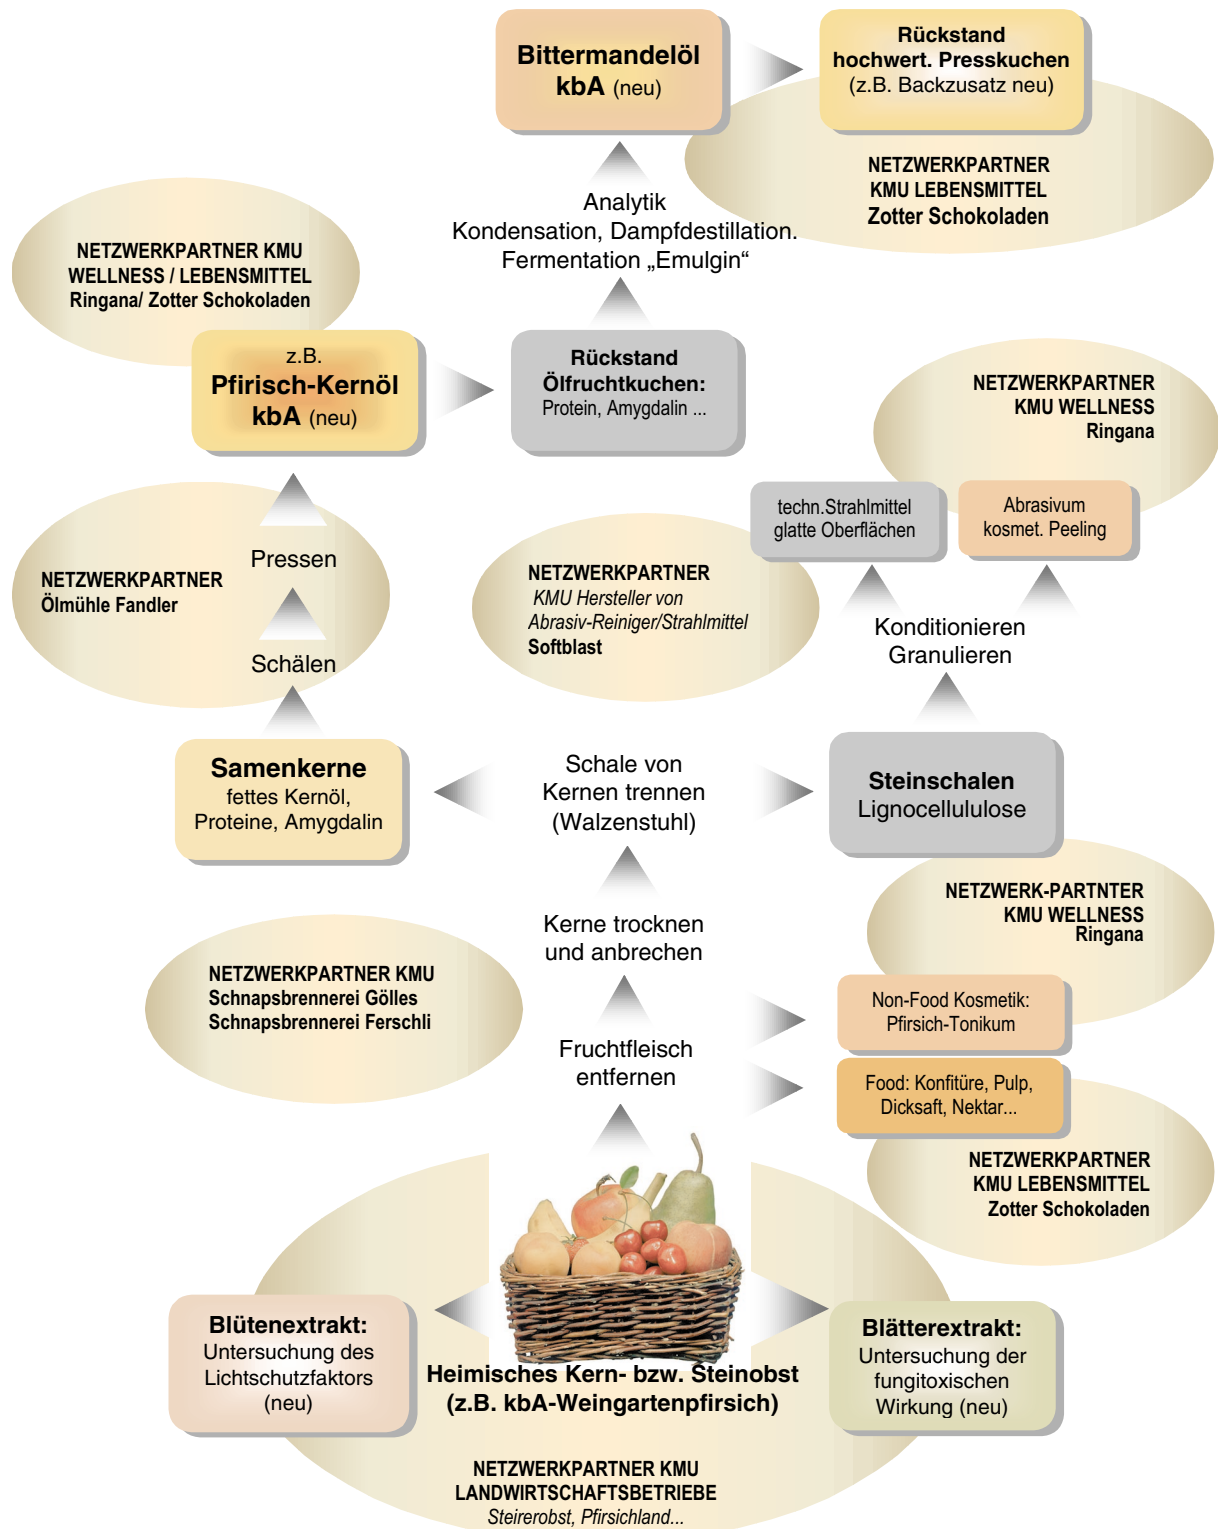 Bittermandelöl
kbA (neu)
Rückstand
hochwert. Presskuchen
(z.B. Backzusatz neu)
NETZWERKPARTNER
KMU LEBENSMITTEL
Zotter Schokoladen
Analytik
Kondensation, Dampfdestillation.
Fermentation „Emulgin“
NETZWERKPARTNER KMU
WELLNESS / LEBENSMITTEL
Ringana/ Zotter Schokoladen
z.B.
Pfirisch-Kernöl
kbA (neu)
Rückstand
Ölfruchtkuchen:
Protein, Amygdalin ...
NETZWERKPARTNER
KMU WELLNESS
Ringana
techn.Strahlmittel
glatte Oberflächen
Abrasivum
kosmet. Peeling
Pressen
NETZWERKPARTNER
Ölmühle Fandler
Schälen
NETZWERKPARTNER
KMU Hersteller von
Abrasiv-Reiniger/Strahlmittel
Softblast
Konditionieren
Granulieren
Samenkerne
fettes Kernöl,
Proteine, Amygdalin
Schale von
Kernen trennen
(Walzenstuhl)
Steinschalen
Lignocellululose
NETZWERK-PARTNTER
KMU WELLNESS
Ringana
Kerne trocknen
und anbrechen
NETZWERKPARTNER KMU
Schnapsbrennerei Gölles
Schnapsbrennerei Ferschli
Non-Food Kosmetik:
Pfirsich-Tonikum
Fruchtfleisch
entfernen
Food: Konfitüre, Pulp,
Dicksaft, Nektar...
NETZWERKPARTNER
KMU LEBENSMITTEL
Zotter Schokoladen
Blütenextrakt:
Untersuchung des
Lichtschutzfaktors
(neu)
Heimisches Kern- bzw. Steinobst
(z.B. kbA-Weingartenpfirsich)
Blätterextrakt:
Untersuchung der
fungitoxischen
Wirkung (neu)
NETZWERKPARTNER KMU
LANDWIRTSCHAFTSBETRIEBE
Steirerobst, Pfirsichland...